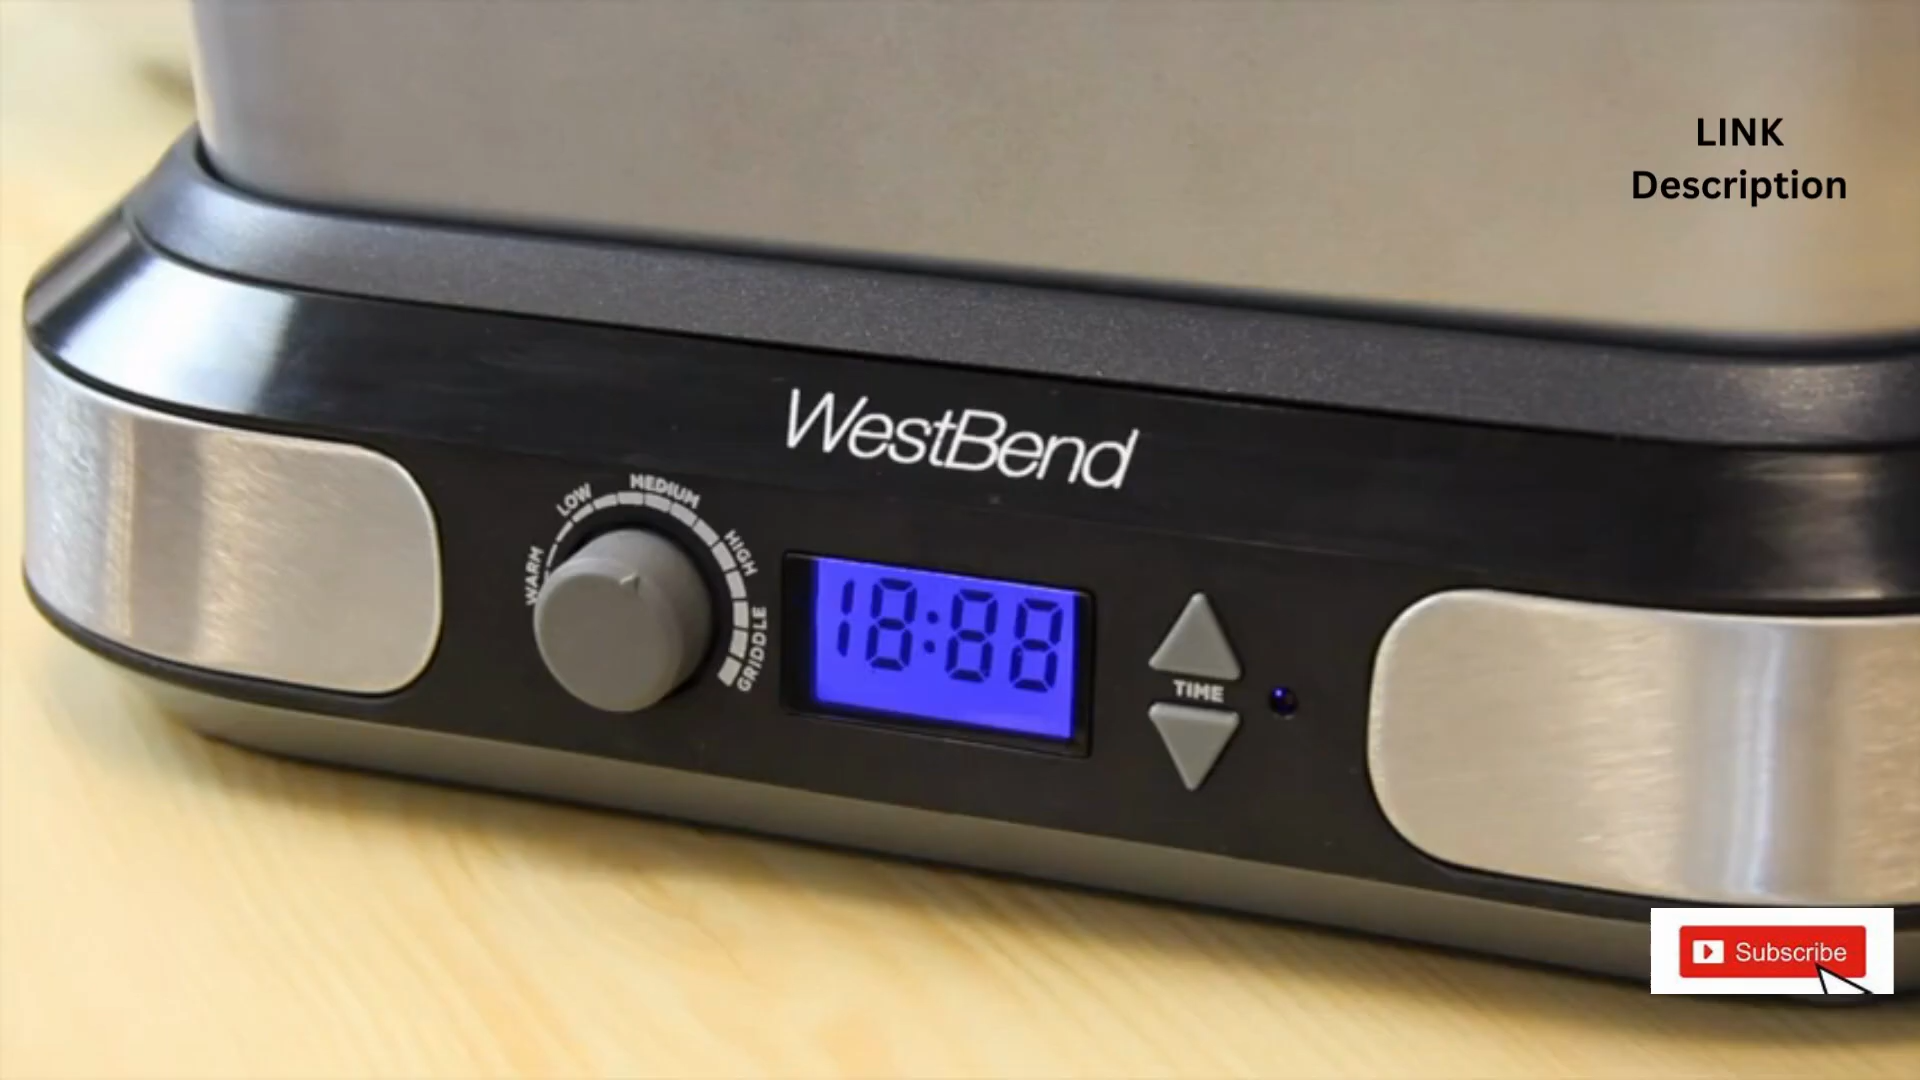 LINK
Description
WestBend
WARM
LOW
MEDIUM
HIGH
GRIDDLE
18:88
TIME
Subscribe